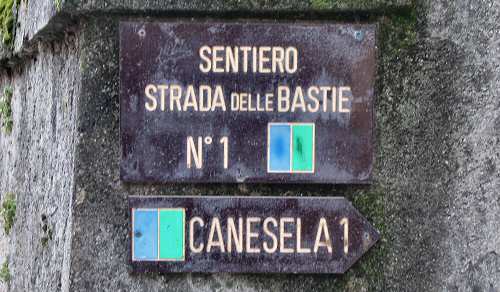 SENTIERO
STRADA DELLE BASTIE
N° 1
CANESELA 1